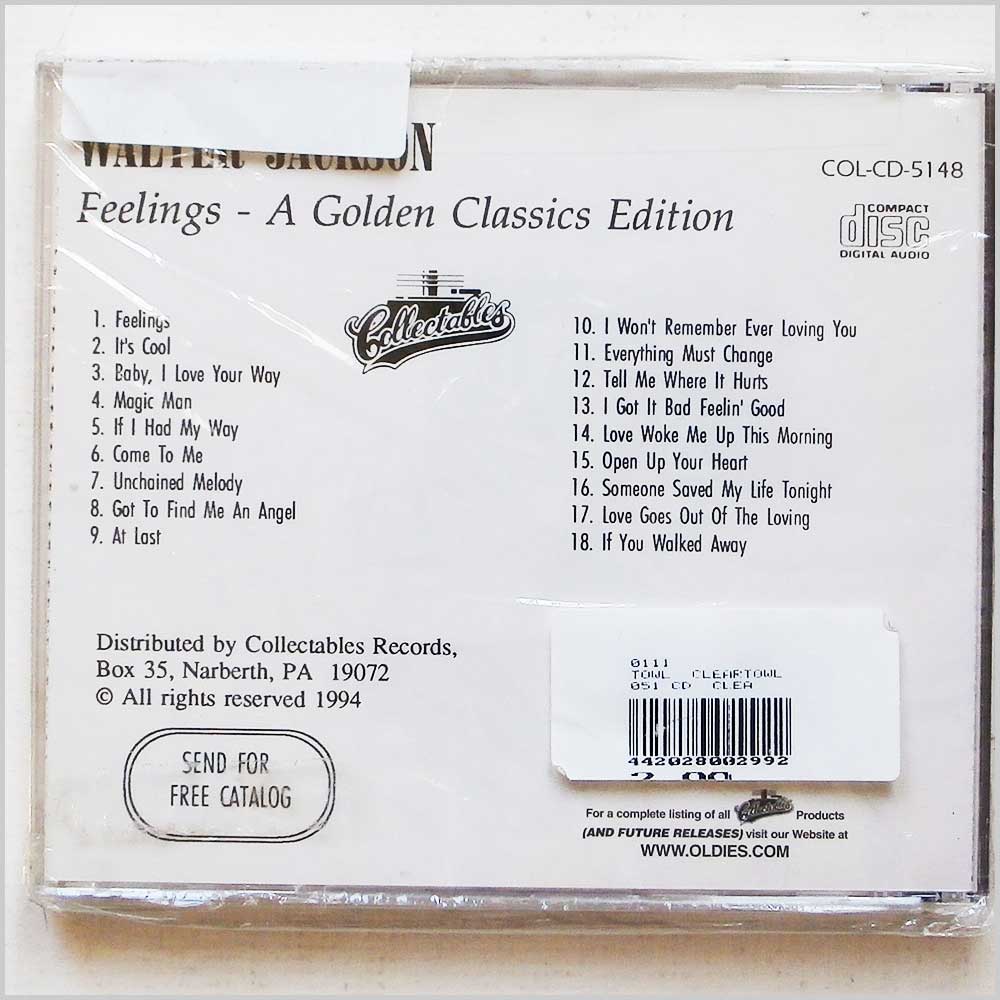 WALTER JACKSON
COL-CD-5148
Feelings - A Golden Classics Edition
COMPACT
disc
DIGITAL AUDIO
Collectables
1. Feelings
2. It's Cool
3. Baby, I Love Your Way
4. Magic Man
5. If I Had My Way
6. Come To Me
7. Unchained Melody
8. Got To Find Me An Angel
9. At Last
10. I Won't Remember Ever Loving You
11. Everything Must Change
12. Tell Me Where It Hurts
13. I Got It Bad Feelin' Good
14. Love Woke Me Up This Morning
15. Open Up Your Heart
16. Someone Saved My Life Tonight
17. Love Goes Out Of The Loving
18. If You Walked Away
Distributed by Collectables Records,
Box 35, Narberth, PA 19072
© All rights reserved 1994
SEND FOR
FREE CATALOG
0111
TOWL CLEARTOWL
051 CD CLEA
442028002992
For a complete listing of all Collectables Products
(AND FUTURE RELEASES) visit our Website at
WWW.OLDIES.COM